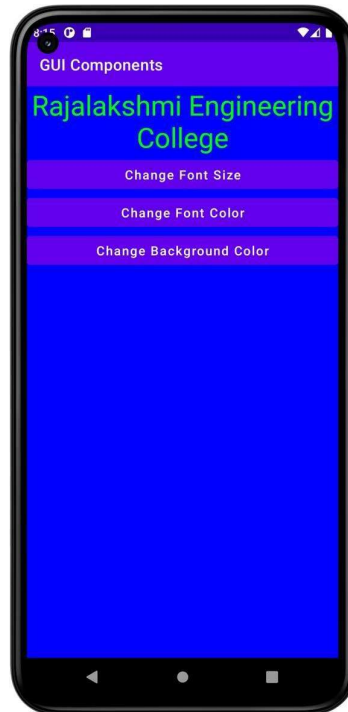 8:15
GUI Components
Rajalakshmi Engineering
College
Change Font Size
Change Font Color
Change Background Color